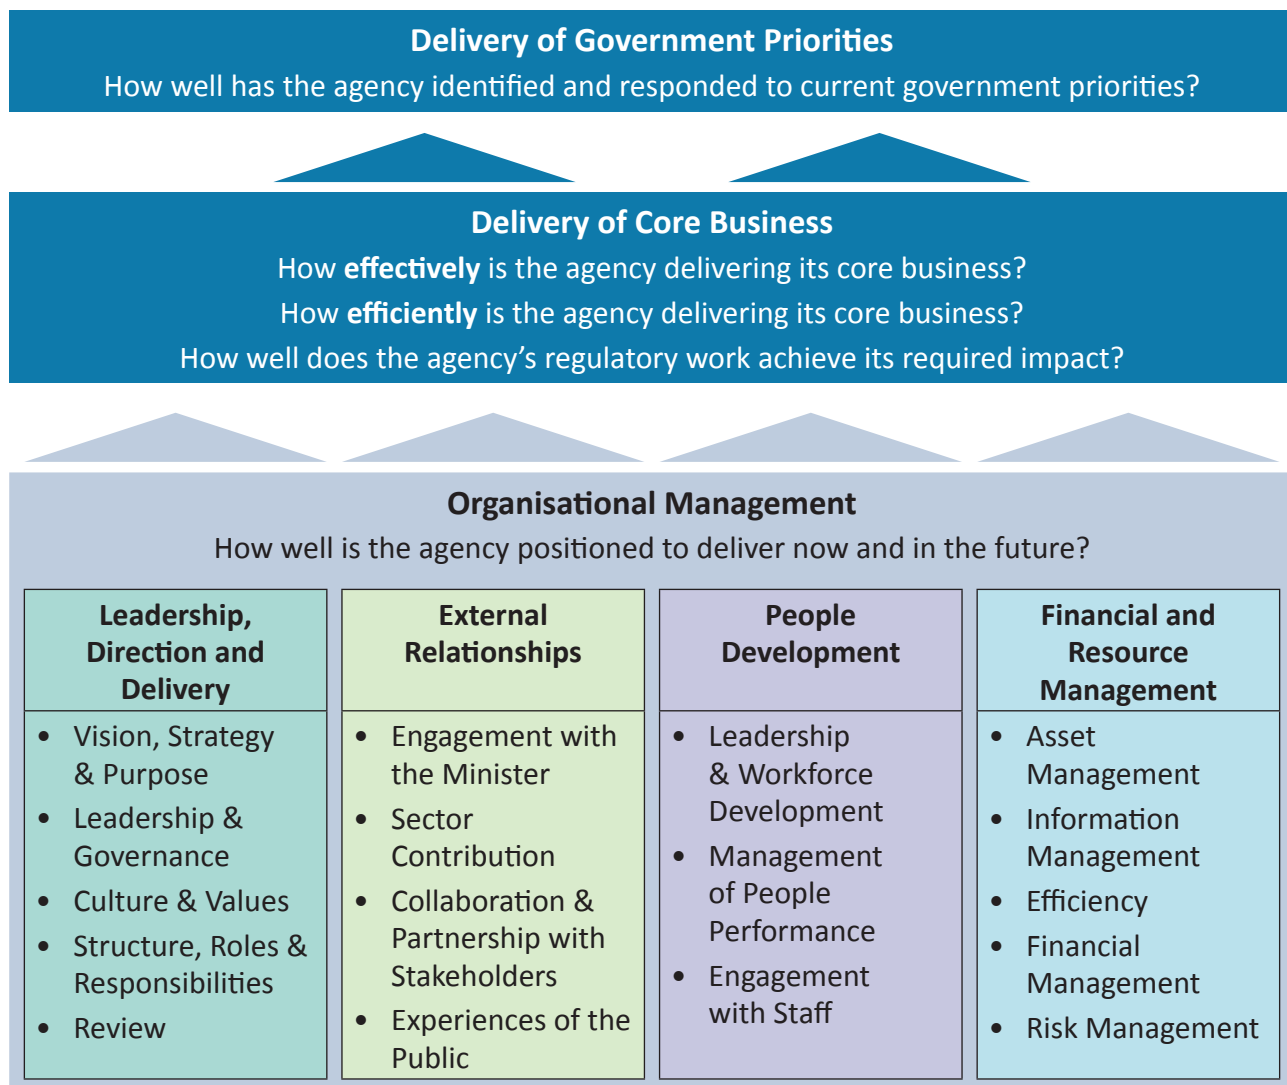 Delivery of Government Priorities
How well has the agency identified and responded to current government priorities?
Delivery of Core Business
How effectively is the agency delivering its core business?
How efficiently is the agency delivering its core business?
How well does the agency’s regulatory work achieve its required impact?
Organisational Management
How well is the agency positioned to deliver now and in the future?
Leadership,
Direction and
Delivery
• Vision, Strategy
& Purpose
• Leadership &
Governance
• Culture & Values
• Structure, Roles &
Responsibilities
• Review
External
Relationships
• Engagement with
the Minister
• Sector
Contribution
• Collaboration &
Partnership with
Stakeholders
• Experiences of the
Public
People
Development
• Leadership
& Workforce
Development
• Management
of People
Performance
• Engagement
with Staff
Financial and
Resource
Management
• Asset
Management
• Information
Management
• Efficiency
• Financial
Management
• Risk Management